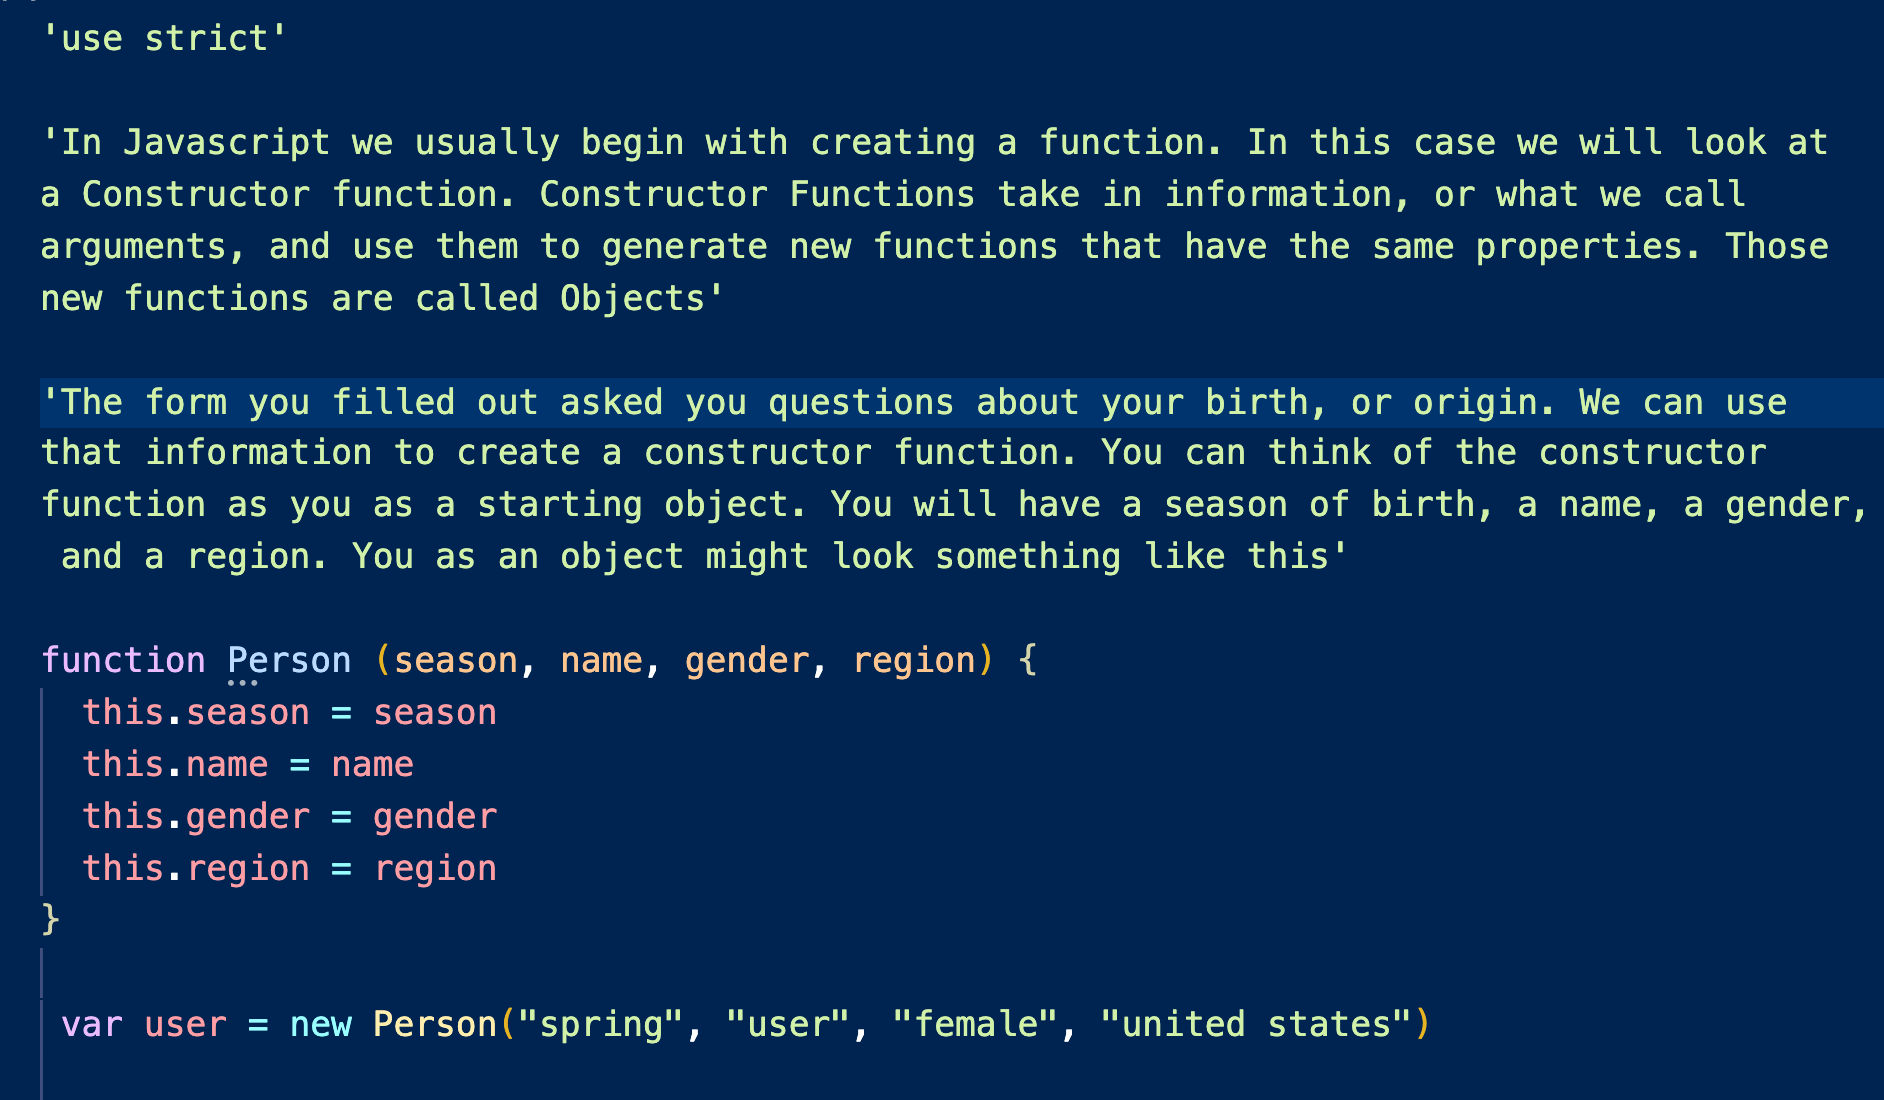 'use strict'
'In Javascript we usually begin with creating a function. In this case we will look at
a Constructor function. Constructor Functions take in information, or what we call
arguments, and use them to generate new functions that have the same properties. Those
new functions are called Objects'
'The form you filled out asked you questions about your birth, or origin. We can use
that information to create a constructor function. You can think of the constructor
function as you as a starting object. You will have a season of birth, a name, a gender,
and a region. You as an object might look something like this'
function Person (season, name, gender, region) {
this.season = season
this.name = name
this.gender = gender
this.region = region
}
var user = new Person("spring", "user", "female", "united states")